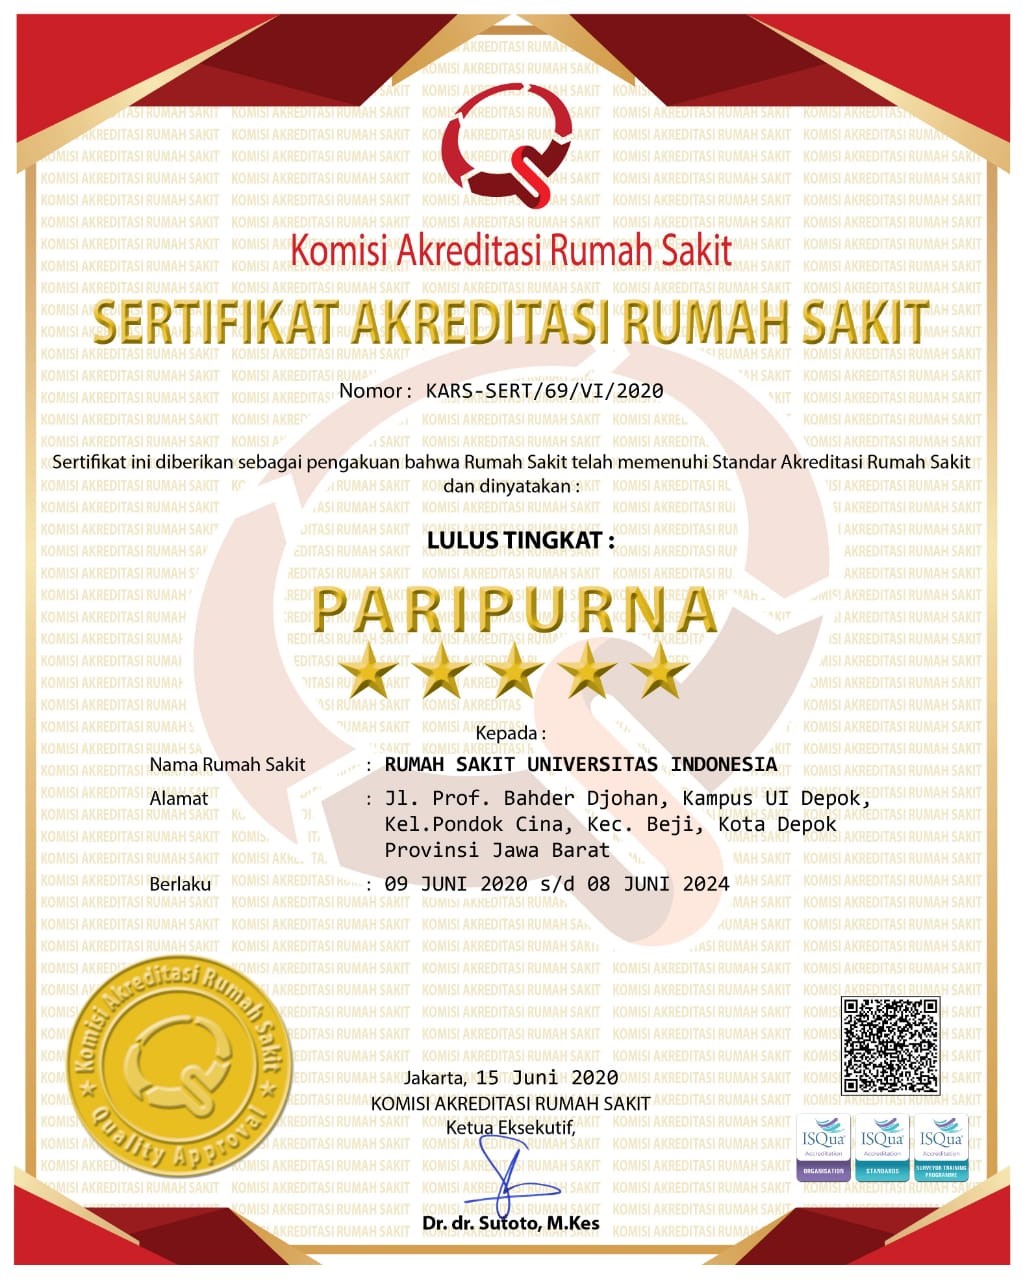 Komisi Akreditasi Rumah Sakit
SERTIFIKAT AKREDITASI RUMAH SAKIT
Nomor : KARS-SERT/69/VI/2020
Sertifikat ini diberikan sebagai pengakuan bahwa Rumah Sakit telah memenuhi Standar Akreditasi Rumah Sakit
dan dinyatakan :
LULUS TINGKAT :
PARIPURNA
Kepada :
Nama Rumah Sakit : RUMAH SAKIT UNIVERSITAS INDONESIA
Alamat : Jl. Prof. Bahder Djohan, Kampus UI Depok,
Kel.Pondok Cina, Kec. Beji, Kota Depok
Provinsi Jawa Barat
Berlaku : 09 JUNI 2020 s/d 08 JUNI 2024
Komisi Akreditasi Rumah Sakit
Quality Approval
Jakarta, 15 Juni 2020
KOMISI AKREDITASI RUMAH SAKIT
Ketua Eksekutif,
Dr. dr. Sutoto, M.Kes
ISQua ISQua ISQua
Accreditation Accreditation Accreditation
ORGANISATION STANDARDS SURVEYOR TRAINING
PROGRAMME